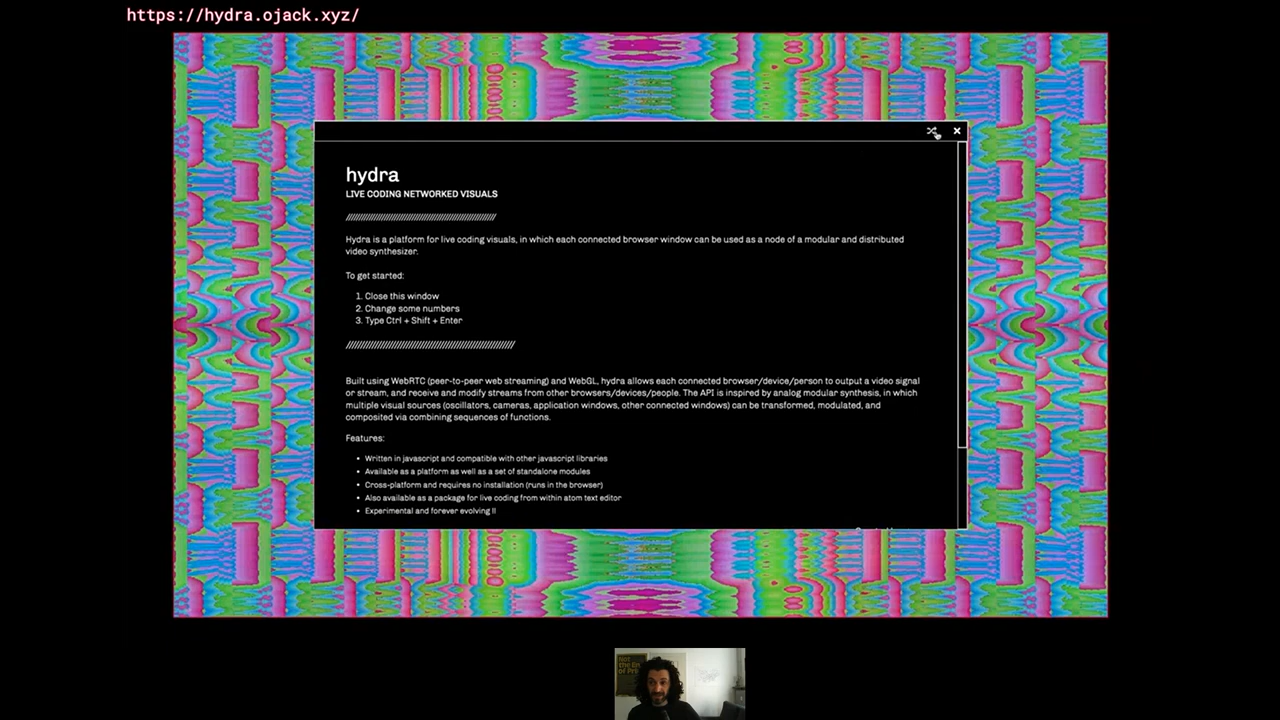 https://hydra.ojack.xyz/
hydra
LIVE CODING NETWORKED VISUALS
Hydra is a platform for live coding visuals, in which each connected browser window can be used as a node of a modular and distributed
video synthesizer.
To get started:
1. Close this window
2. Change some numbers
3. Type Ctrl + Shift + Enter
Built using WebRTC (peer-to-peer web streaming) and WebGL, hydra allows each connected browser/device/person to output a video signal
or stream, and receive and modify streams from other browsers/devices/people. The API is inspired by analog modular synthesis, in which
multiple visual sources (oscillators, cameras, application windows, other connected windows) can be transformed, modulated, and
composited via combining sequences of functions.
Features:
• Written in javascript and compatible with other javascript libraries
• Available as a platform as well as a set of standalone modules
• Cross-platform and requires no installation (runs in the browser)
• Also available as a package for live coding from within atom text editor
• Experimental and forever evolving !!
Not
the En
of Pri